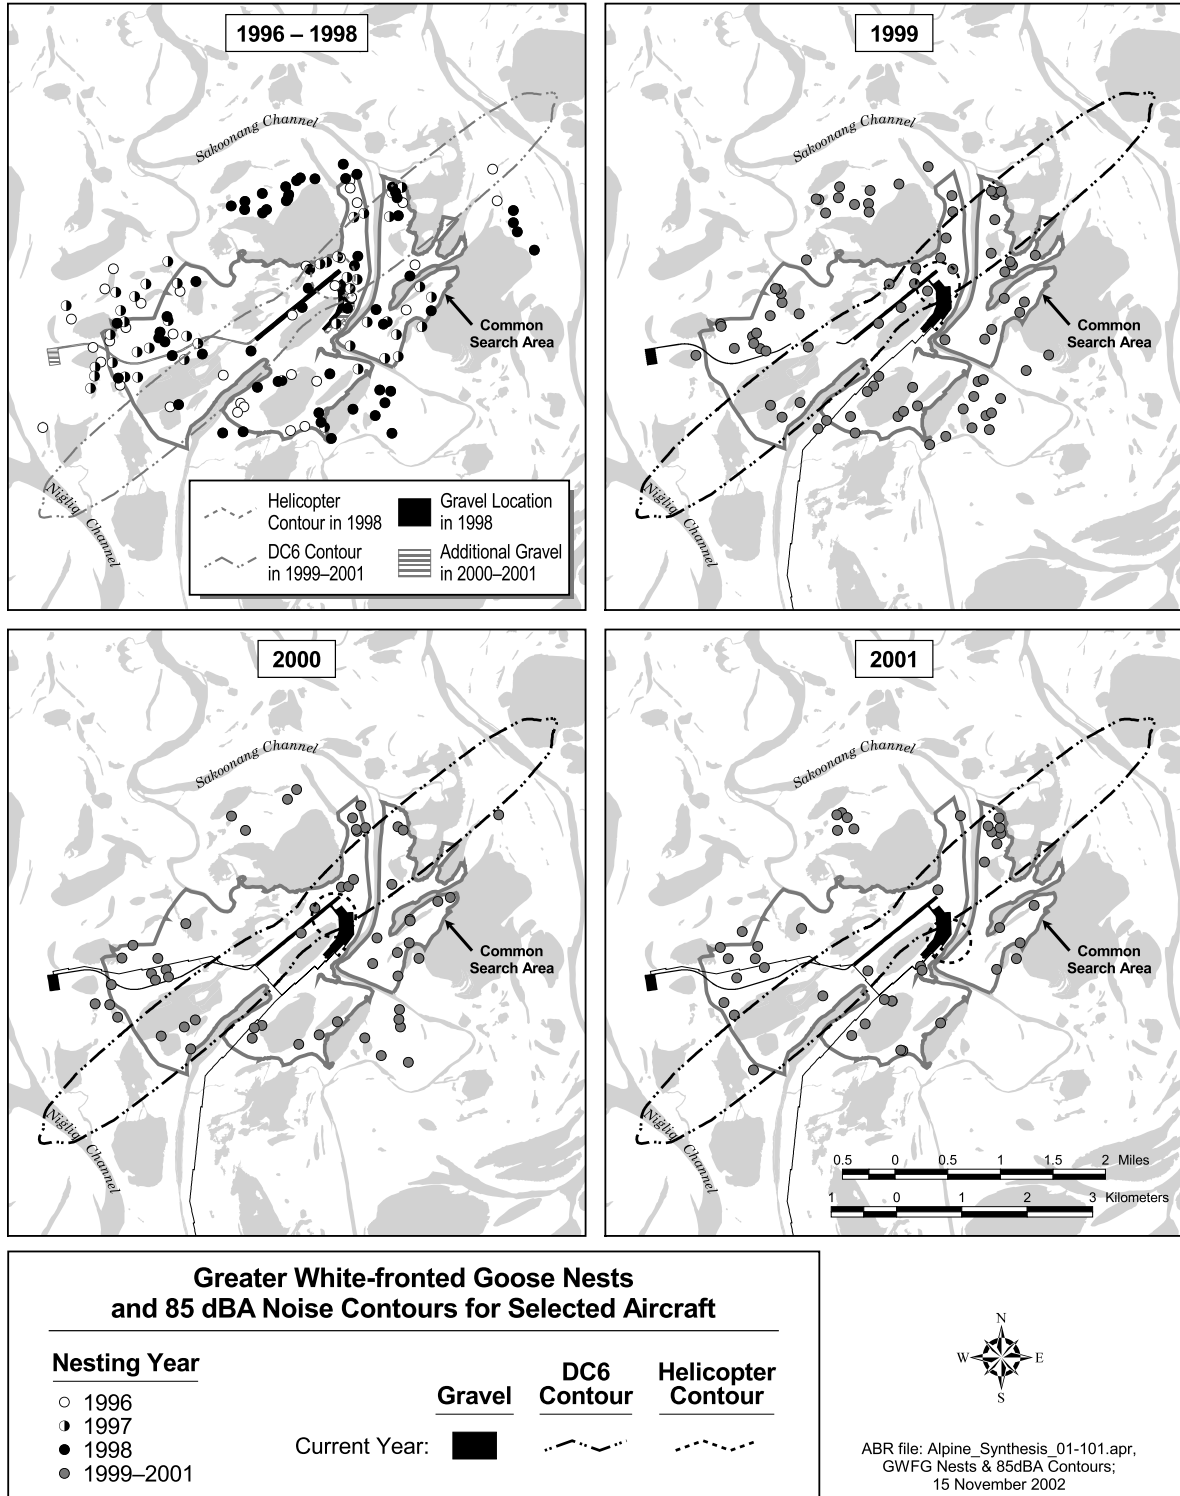 1996 – 1998
Sakoonang Channel
Common
Search Area
Nigliq Channel
Helicopter
Contour in 1998
Gravel Location
in 1998
DC6 Contour
in 1999–2001
Additional Gravel
in 2000–2001
1999
Sakoonang Channel
Common
Search Area
Nigliq Channel
2000
Sakoonang Channel
Common
Search Area
Nigliq Channel
2001
Sakoonang Channel
Common
Search Area
Nigliq Channel
0.5 0 0.5 1 1.5 2 Miles
1 0 1 2 3 Kilometers
Greater White-fronted Goose Nests
and 85 dBA Noise Contours for Selected Aircraft
Nesting Year
1996
1997
1998
1999–2001
Gravel
DC6
Contour
Helicopter
Contour
Current Year:
N
W E
S
ABR file: Alpine_Synthesis_01-101.apr,
GWFG Nests & 85dBA Contours;
15 November 2002